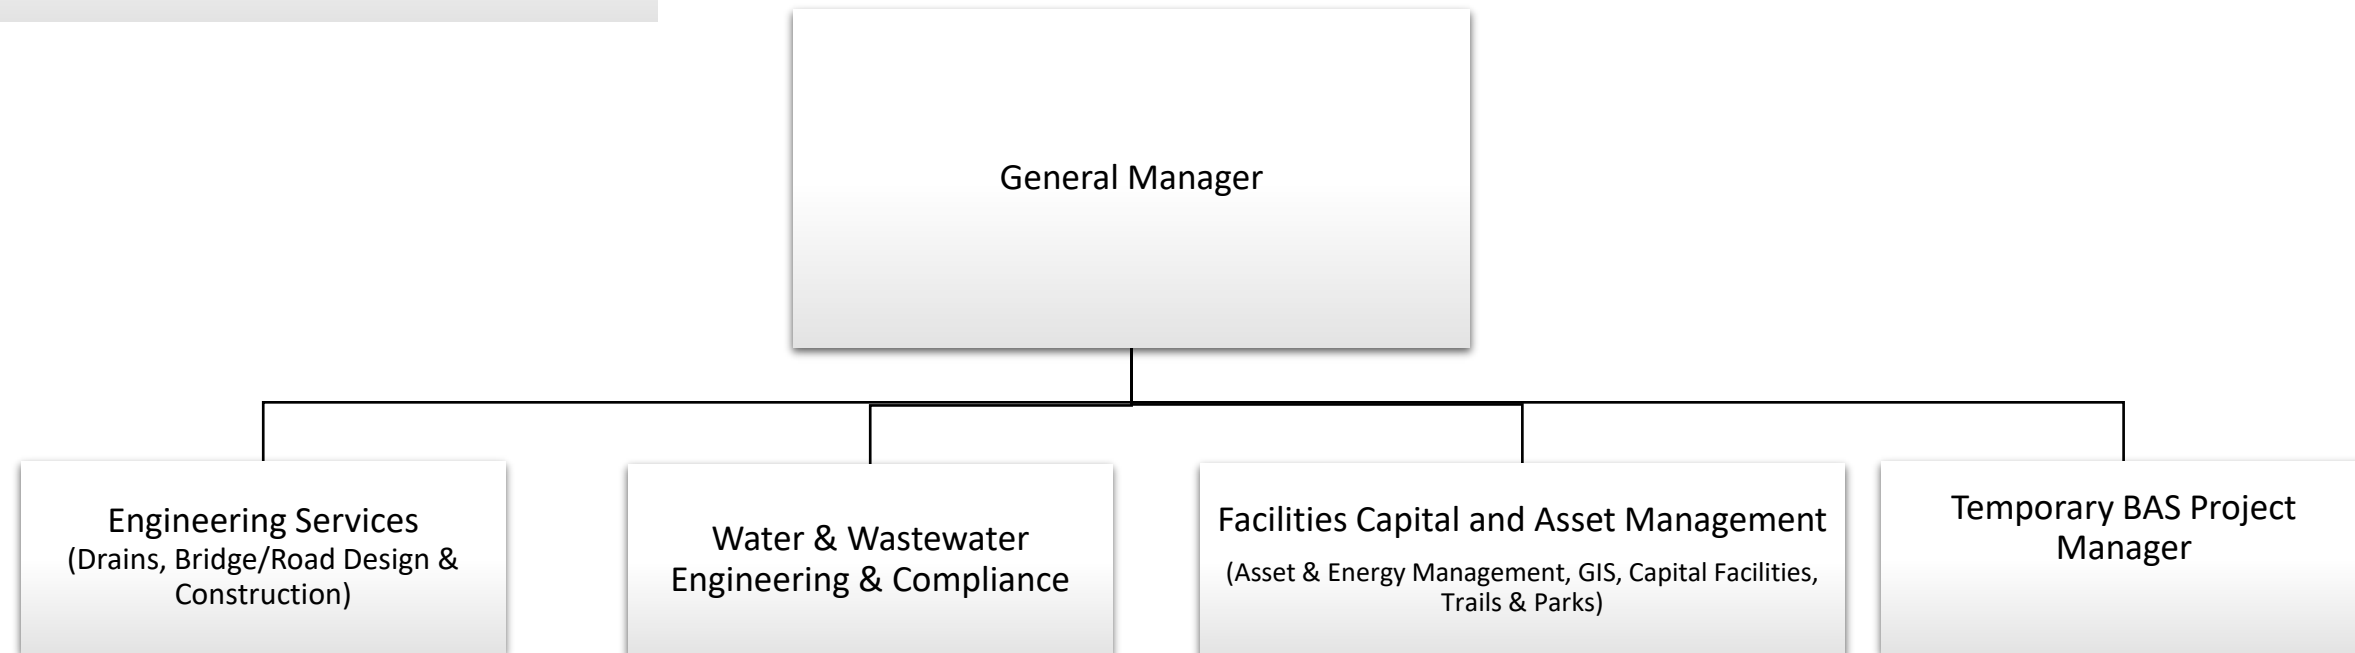 General Manager
Engineering Services
(Drains, Bridge/Road Design &
Construction)
Water & Wastewater
Engineering & Compliance
Facilities Capital and Asset Management
(Asset & Energy Management, GIS, Capital Facilities,
Trails & Parks)
Temporary BAS Project
Manager